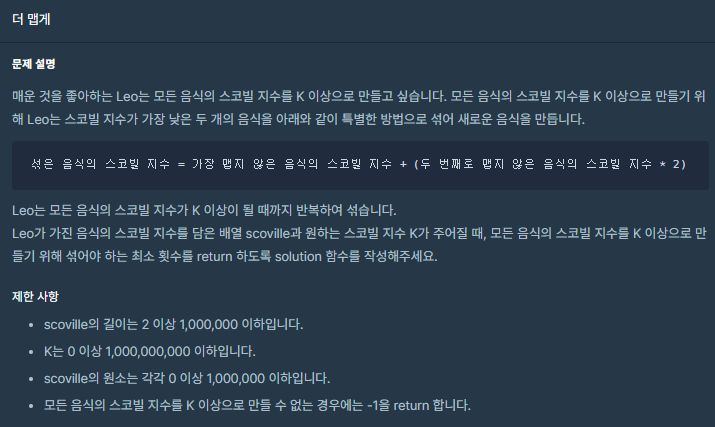 더 맵게
문제 설명
매운 것을 좋아하는 Leo는 모든 음식의 스코빌 지수를 K 이상으로 만들고 싶습니다. 모든 음식의 스코빌 지수를 K 이상으로 만들기 위
해 Leo는 스코빌 지수가 가장 낮은 두 개의 음식을 아래와 같이 특별한 방법으로 섞어 새로운 음식을 만듭니다.
섞은 음식의 스코빌 지수 = 가장 맵지 않은 음식의 스코빌 지수 + (두 번째로 맵지 않은 음식의 스코빌 지수 * 2)
Leo는 모든 음식의 스코빌 지수가 K 이상이 될 때까지 반복하여 섞습니다.
Leo가 가진 음식의 스코빌 지수를 담은 배열 scoville과 원하는 스코빌 지수 K가 주어질 때, 모든 음식의 스코빌 지수를 K 이상으로 만
들기 위해 섞어야 하는 최소 횟수를 return 하도록 solution 함수를 작성해주세요.
제한 사항
• scoville의 길이는 2 이상 1,000,000 이하입니다.
• K는 0 이상 1,000,000,000 이하입니다.
• scoville의 원소는 각각 0 이상 1,000,000 이하입니다.
• 모든 음식의 스코빌 지수를 K 이상으로 만들 수 없는 경우에는 -1을 return 합니다.